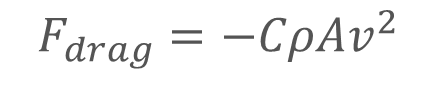 F_drag = −CρAv²